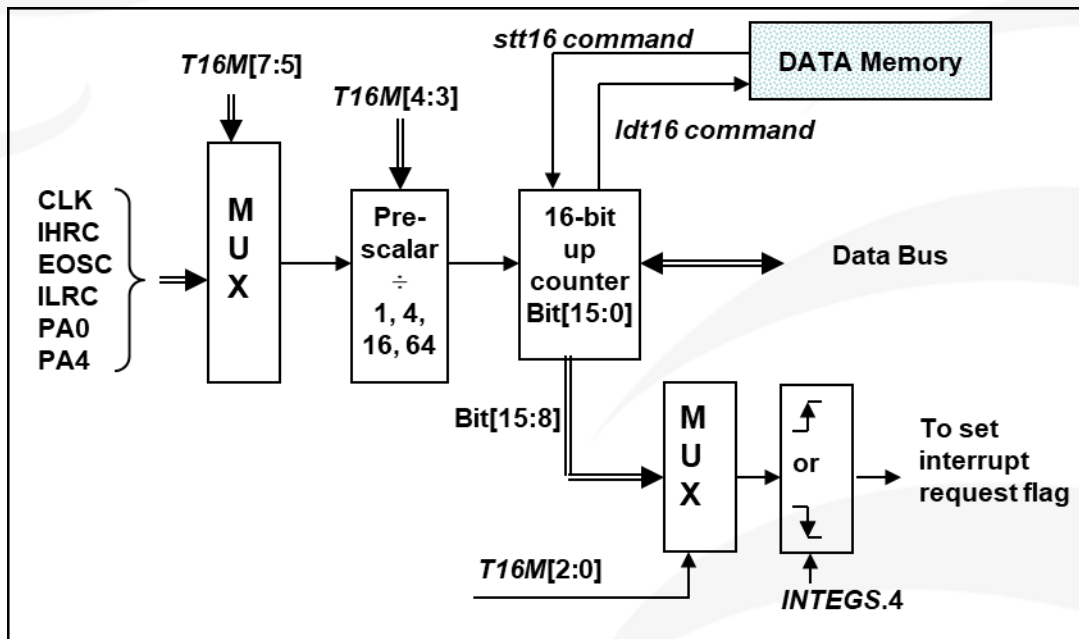 stt16 command
DATA Memory
T16M[7:5]
T16M[4:3]
ldt16 command
CLK
IHRC
EOSC
ILRC
PA0
PA4
M
U
X
Pre-
scalar
÷
1, 4,
16, 64
16-bit
up
counter
Bit[15:0]
Data Bus
Bit[15:8]
M
U
X
or
To set
interrupt
request flag
T16M[2:0]
INTEGS.4